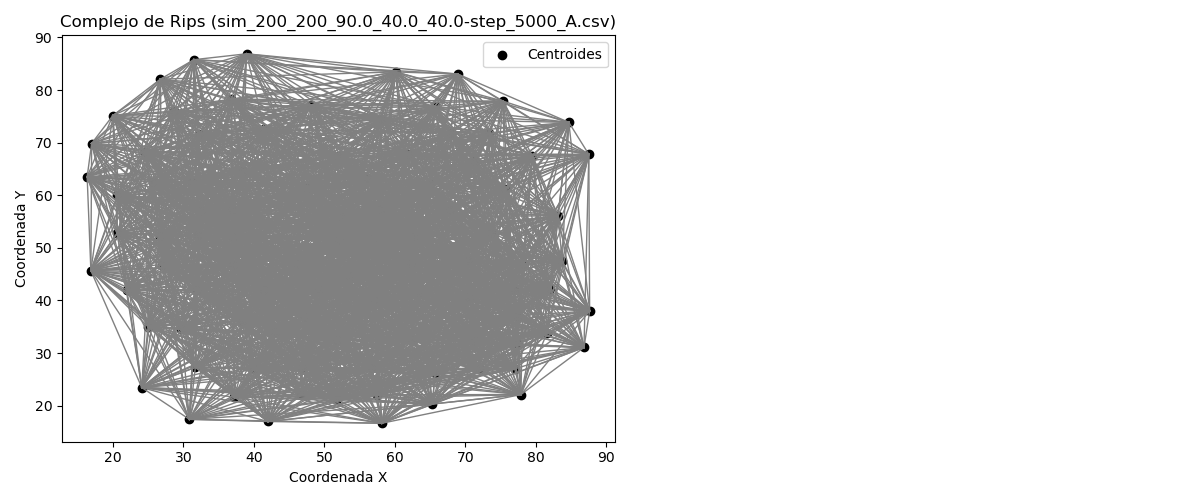 Complejo de Rips (sim_200_200_90.0_40.0_40.0-step_5000_A.csv)
Centroides
90
80
70
60
50
40
30
20
Coordenada Y
20 30 40 50 60 70 80 90
Coordenada X